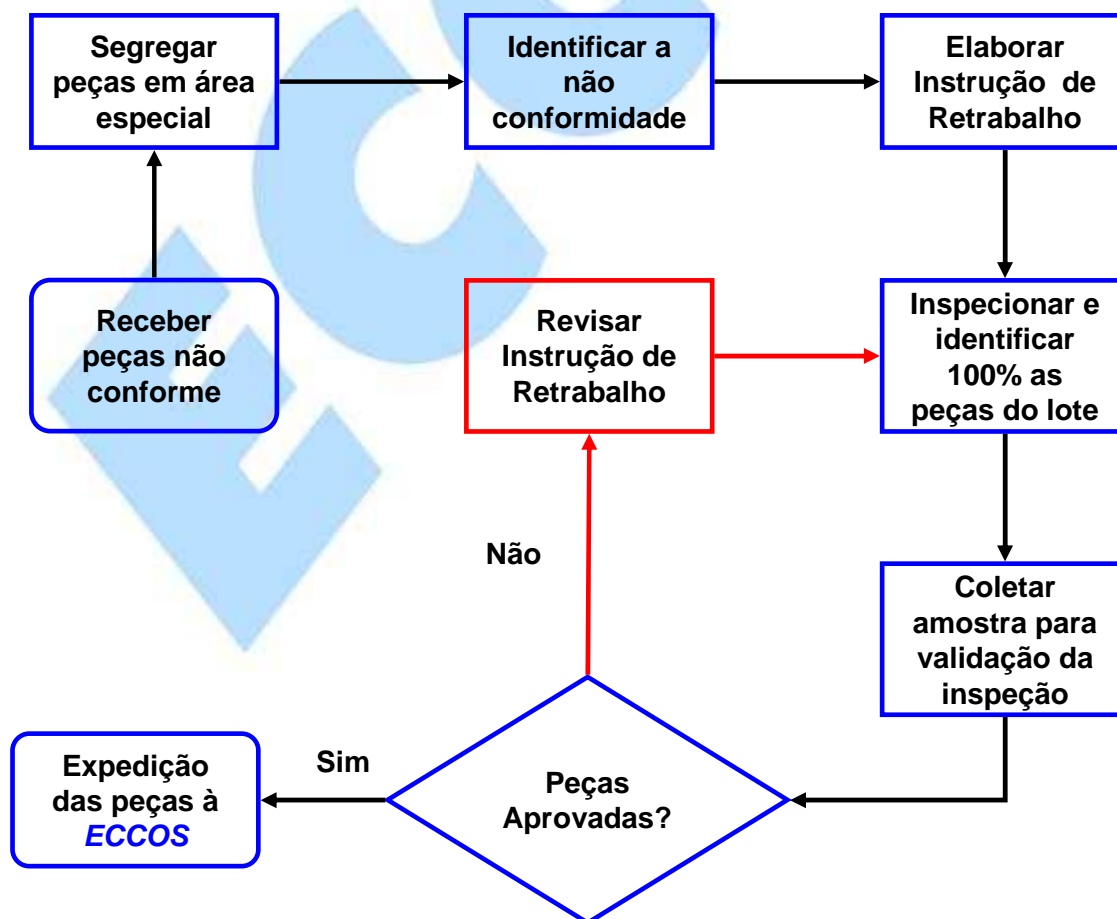 Segregar
peças em área
especial
Identificar a
não
conformidade
Elaborar
Instrução de
Retrabalho
Receber
peças não
conforme
Revisar
Instrução de
Retrabalho
Inspecionar e
identificar
100% as
peças do lote
Não
Coletar
amostra para
validação da
inspeção
Expedição
das peças à
ECCOS
Sim
Peças
Aprovadas?